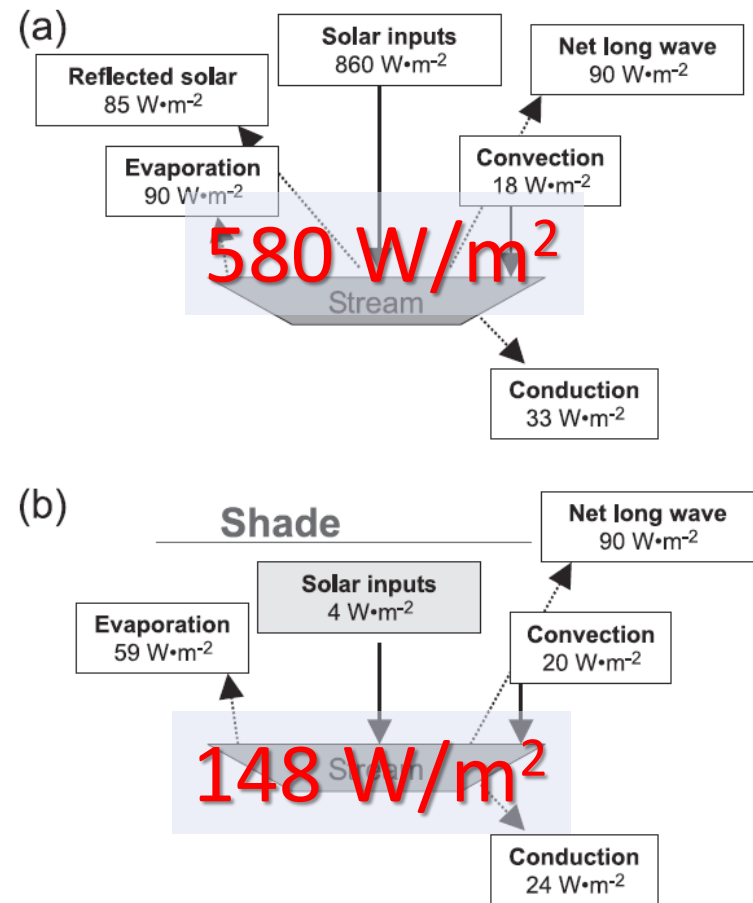 (a)
Solar inputs
860 W•m⁻²
Net long wave
90 W•m⁻²
Reflected solar
85 W•m⁻²
Evaporation
90 W•m⁻²
Convection
18 W•m⁻²
580 W/m²
Stream
Conduction
33 W•m⁻²
(b)
Shade
Net long wave
90 W•m⁻²
Solar inputs
4 W•m⁻²
Evaporation
59 W•m⁻²
Convection
20 W•m⁻²
148 W/m²
Stream
Conduction
24 W•m⁻²